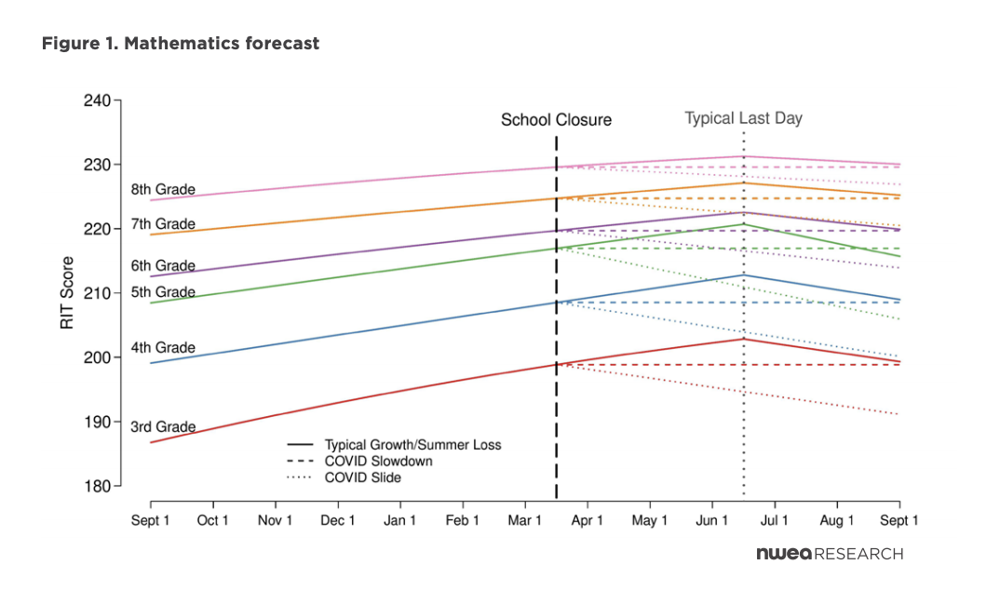 Figure 1. Mathematics forecast
240
School Closure
Typical Last Day
230
8th Grade
7th Grade
220
6th Grade
5th Grade
210
RIT Score
4th Grade
200
3rd Grade
190
Typical Growth/Summer Loss
COVID Slowdown
COVID Slide
180
Sept 1 Oct 1 Nov 1 Dec 1 Jan 1 Feb 1 Mar 1 Apr 1 May 1 Jun 1 Jul 1 Aug 1 Sept 1
nwea RESEARCH